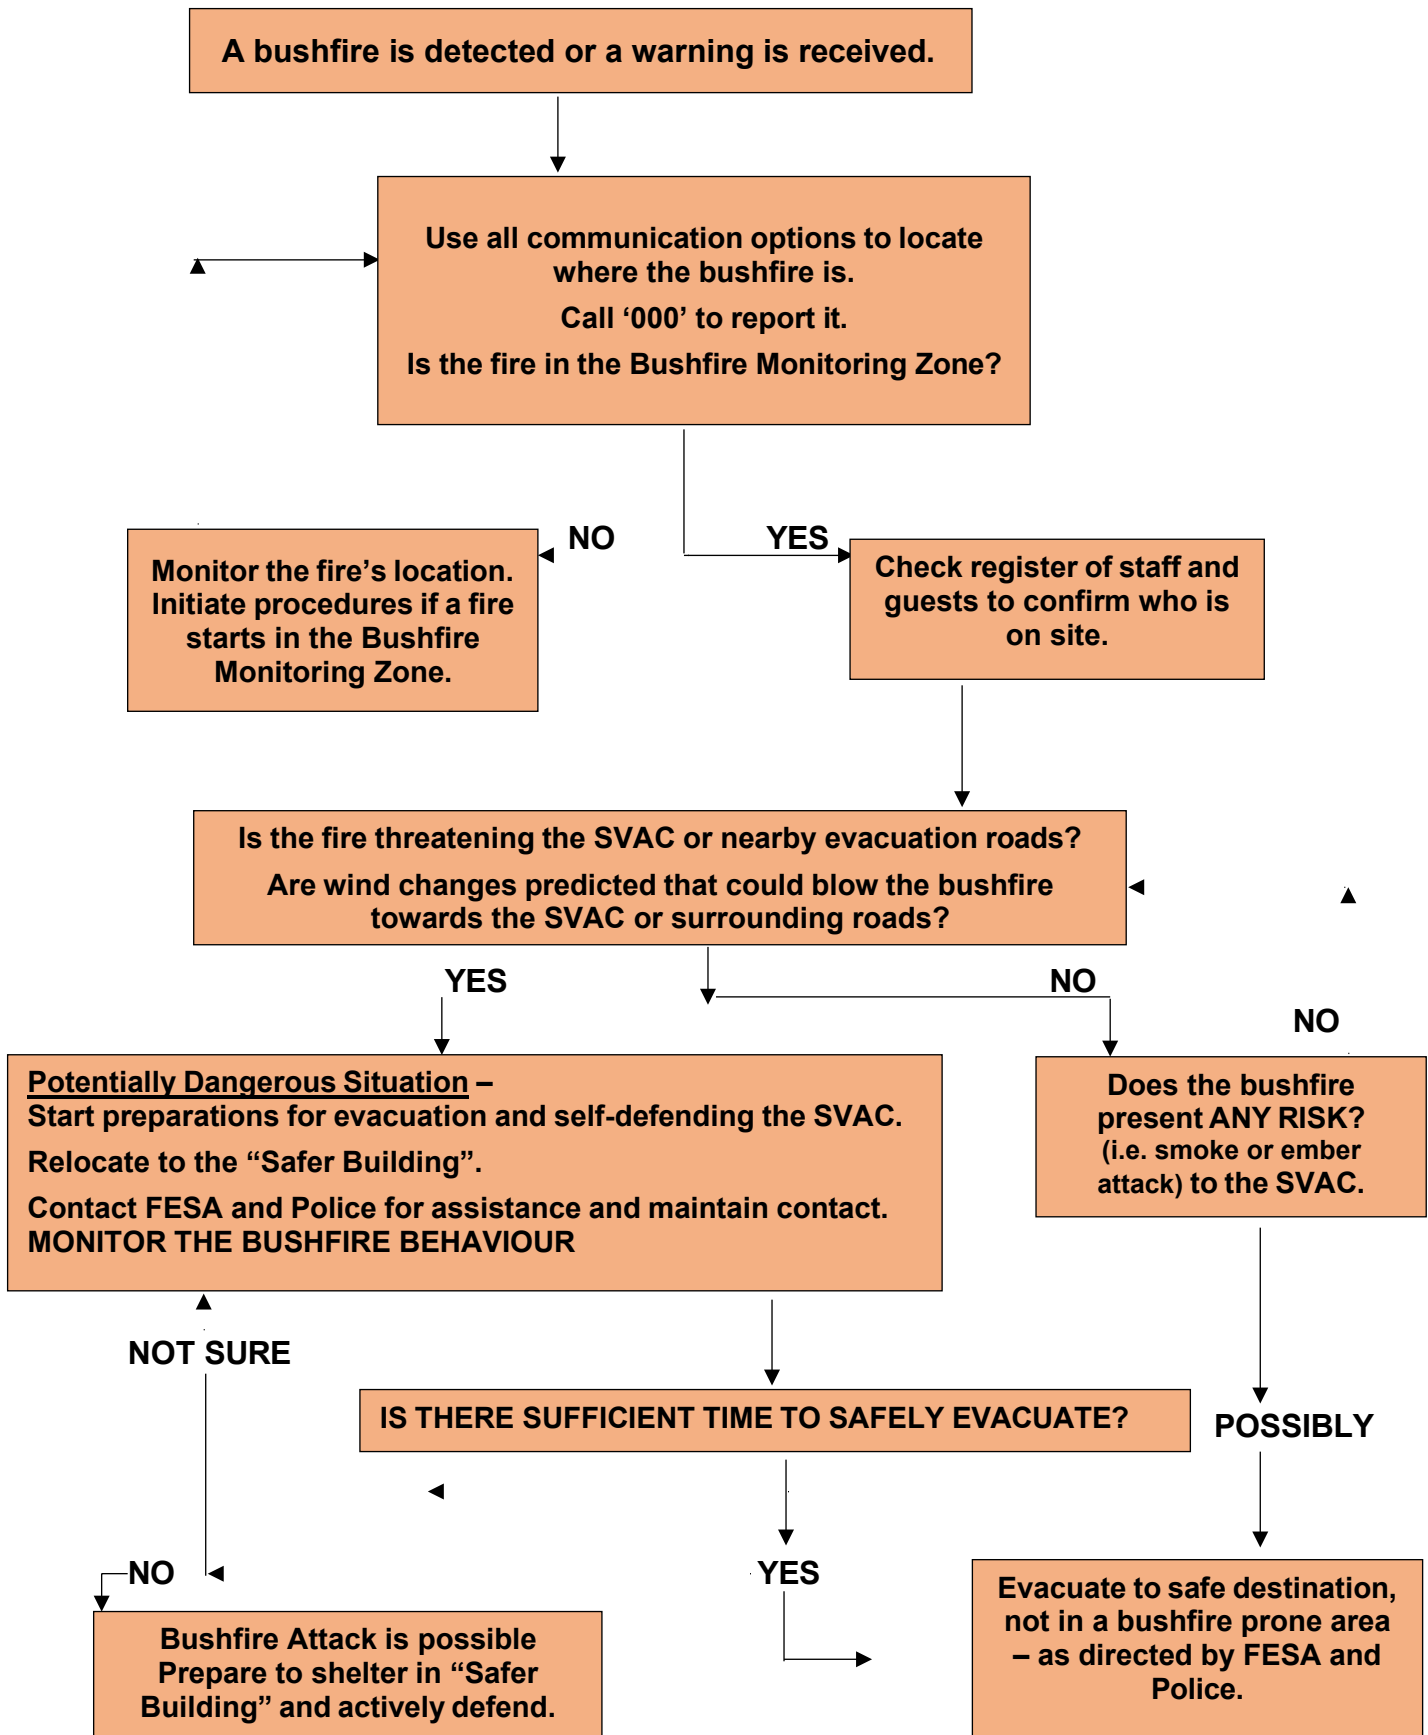 A bushfire is detected or a warning is received.
Use all communication options to locate
where the bushfire is.
Call ‘000’ to report it.
Is the fire in the Bushfire Monitoring Zone?
NO
YES
Monitor the fire’s location.
Initiate procedures if a fire
starts in the Bushfire
Monitoring Zone.
Check register of staff and
guests to confirm who is
on site.
Is the fire threatening the SVAC or nearby evacuation roads?
Are wind changes predicted that could blow the bushfire
towards the SVAC or surrounding roads?
YES
NO
NO
Potentially Dangerous Situation –
Start preparations for evacuation and self-defending the SVAC.
Relocate to the “Safer Building”.
Contact FESA and Police for assistance and maintain contact.
MONITOR THE BUSHFIRE BEHAVIOUR
Does the bushfire
present ANY RISK?
(i.e. smoke or ember
attack) to the SVAC.
NOT SURE
IS THERE SUFFICIENT TIME TO SAFELY EVACUATE?
POSSIBLY
NO
YES
Bushfire Attack is possible
Prepare to shelter in “Safer
Building” and actively defend.
Evacuate to safe destination,
not in a bushfire prone area
– as directed by FESA and
Police.